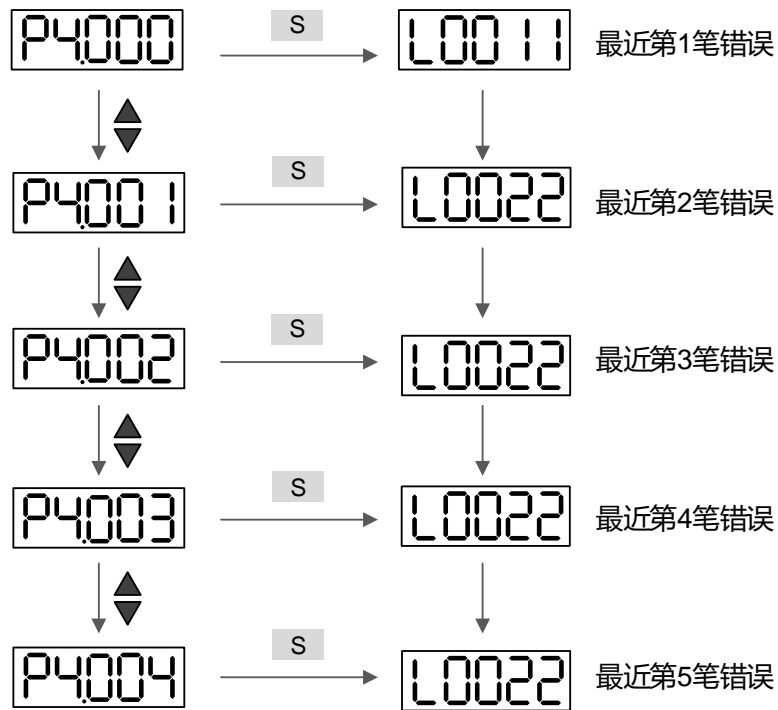 P4.000 S L0011 最近第1笔错误
P4.001 S L0022 最近第2笔错误
P4.002 S L0022 最近第3笔错误
P4.003 S L0022 最近第4笔错误
P4.004 S L0022 最近第5笔错误